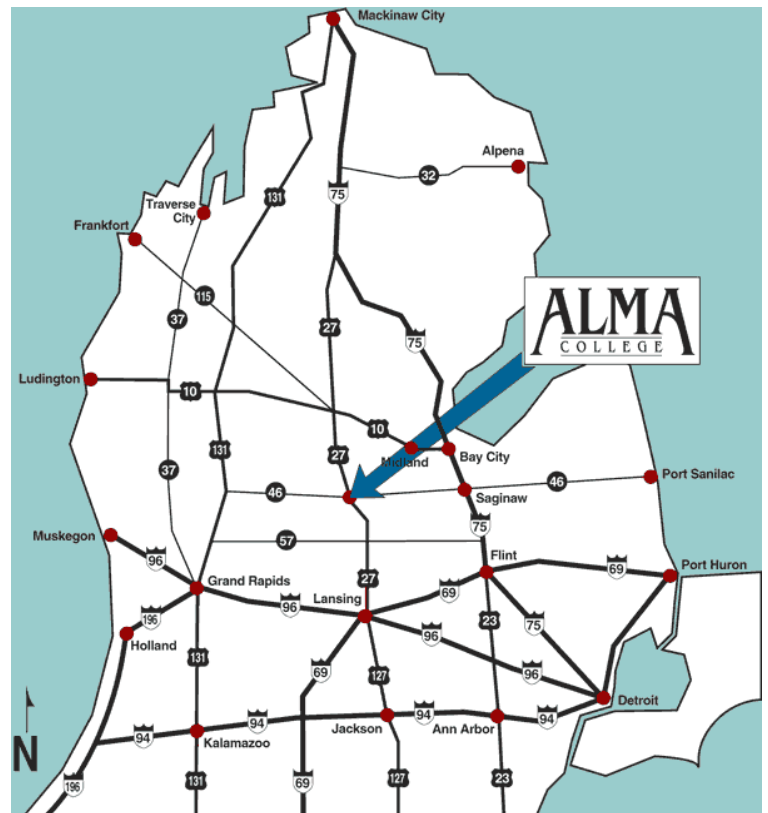 Mackinaw City
Alpena
32
131
75
Traverse
City
Frankfort
115
37
27
75
ALMA
COLLEGE
Ludington
10
10
131
27
Midland
Bay City
37
46
46
Port Sanilac
Saginaw
75
Muskegon
57
96
Flint
Port Huron
69
Grand Rapids
27
69
Lansing
196
96
23
75
96
Holland
131
69
127
96
Detroit
94
94
94
94
Kalamazoo
Jackson
Ann Arbor
N
196
131
69
127
23